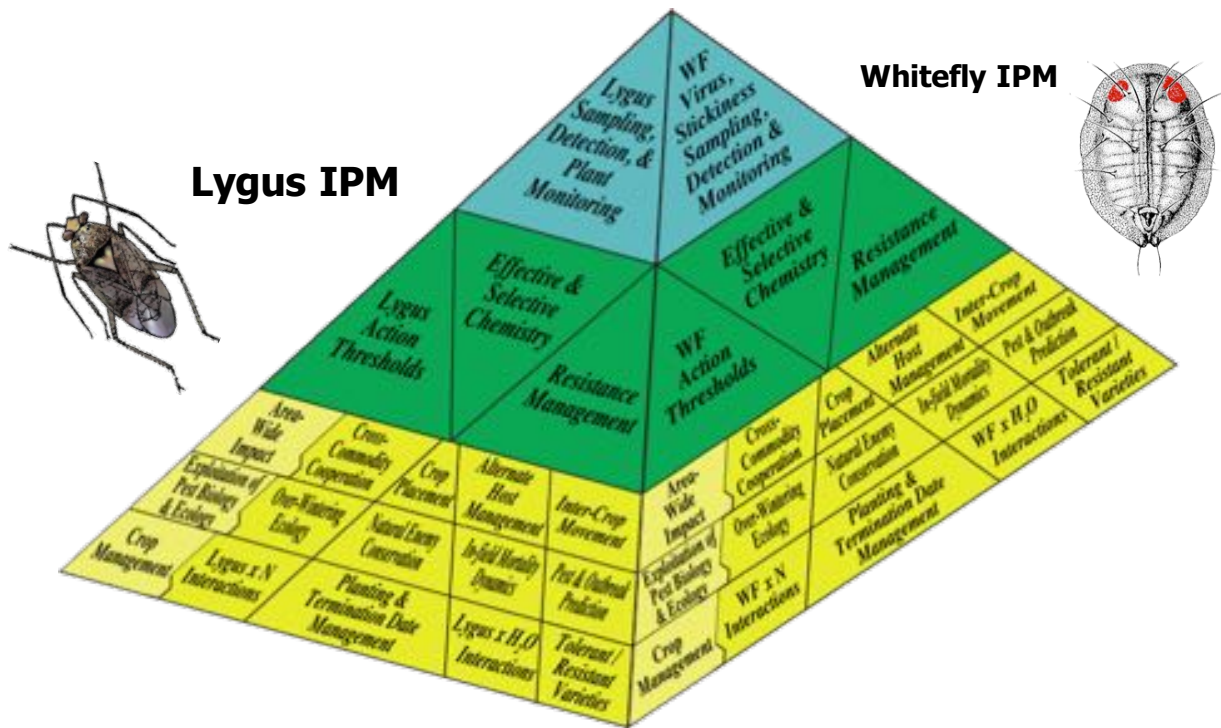 Lygus IPM
Whitefly IPM
Lygus
Sampling,
Detection, &
Plant
Monitoring
WF
Virus,
Stickiness
Sampling,
Detection &
Monitoring
Lygus
Action
Thresholds
Effective &
Selective
Chemistry
Resistance
Management
WF
Action
Thresholds
Effective &
Selective
Chemistry
Resistance
Management
Area-
Wide
Impact
Cross-
Commodity
Cooperation
Crop
Placement
Alternate
Host
Management
Inter-Crop
Movement
Exploitation of
Pest Biology
& Ecology
Over-Wintering
Ecology
Natural Enemy
Conservation
In-field Mortality
Dynamics
Pest & Outbreak
Prediction
Crop
Management
Lygus x N
Interactions
Planting &
Termination Date
Management
Lygus x H₂O
Interactions
Tolerant /
Resistant
Varieties
Area-
Wide
Impact
Cross-
Commodity
Cooperation
Crop
Placement
Alternate
Host
Management
Inter-Crop
Movement
Exploitation of
Pest Biology
& Ecology
Over-Wintering
Ecology
Natural Enemy
Conservation
In-field Mortality
Dynamics
Pest & Outbreak
Prediction
Crop
Management
WF x N
Interactions
Planting &
Termination Date
Management
WF x H₂O
Interactions
Tolerant /
Resistant
Varieties